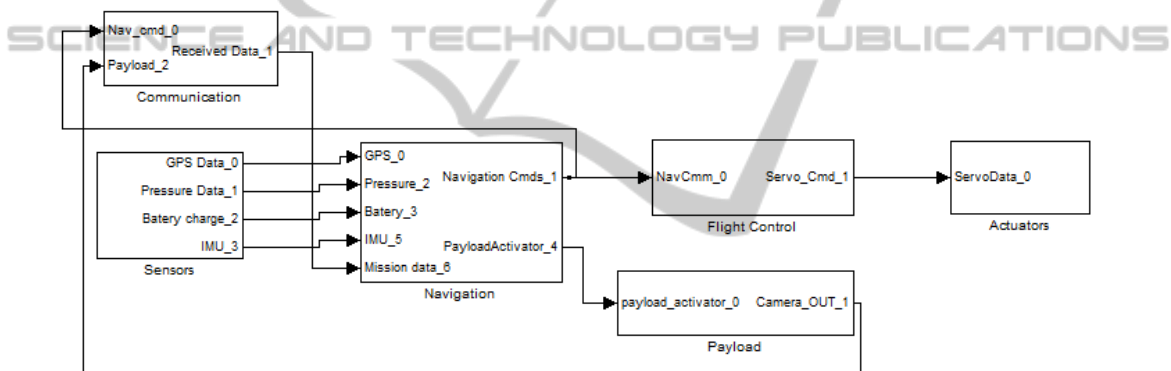 SCIENCE AND TECHNOLOGY PUBLICATIONS
Nav_cmd_0
Received Data_1
Payload_2
Communication
GPS Data_0
Pressure Data_1
Batery charge_2
IMU_3
Sensors
GPS_0
Pressure_2
Batery_3
IMU_5
Mission data_6
Navigation Cmds_1
PayloadActivator_4
Navigation
NavCmm_0
Servo_Cmd_1
Flight Control
ServoData_0
Actuators
payload_activator_0
Camera_OUT_1
Payload